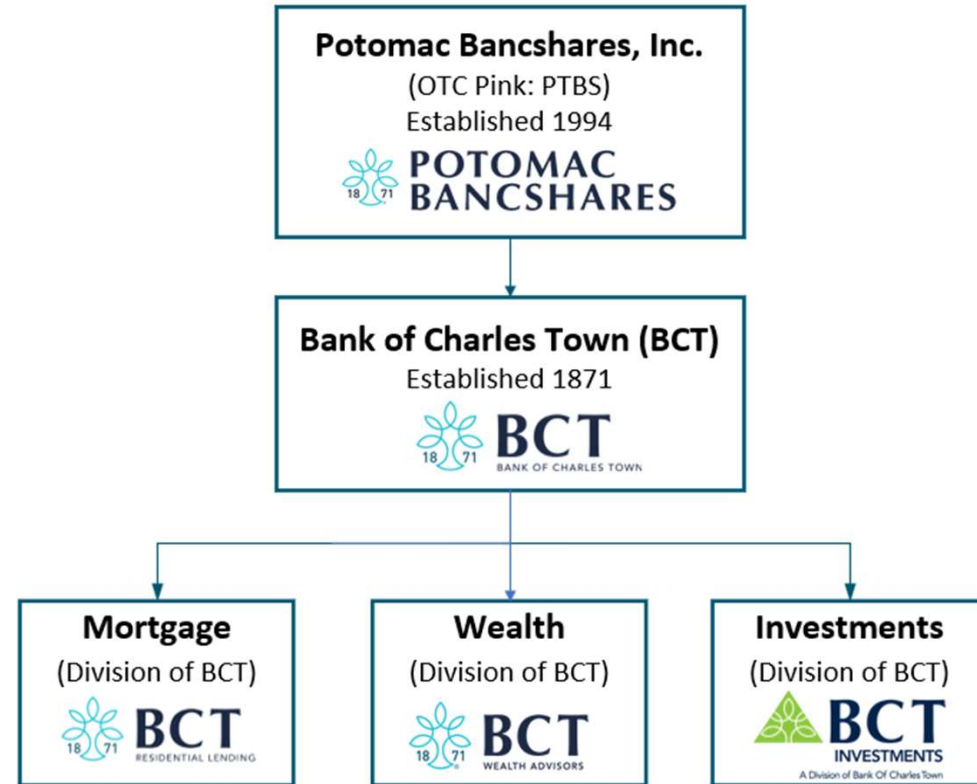 Potomac Bancshares, Inc.
(OTC Pink: PTBS)
Established 1994
18 71
POTOMAC
BANCSHARES
Bank of Charles Town (BCT)
Established 1871
18 71
BCT
BANK OF CHARLES TOWN
Mortgage
(Division of BCT)
18 71
BCT
RESIDENTIAL LENDING
Wealth
(Division of BCT)
18 71
BCT
WEALTH ADVISORS
Investments
(Division of BCT)
BCT
INVESTMENTS
A Division of Bank Of Charles Town